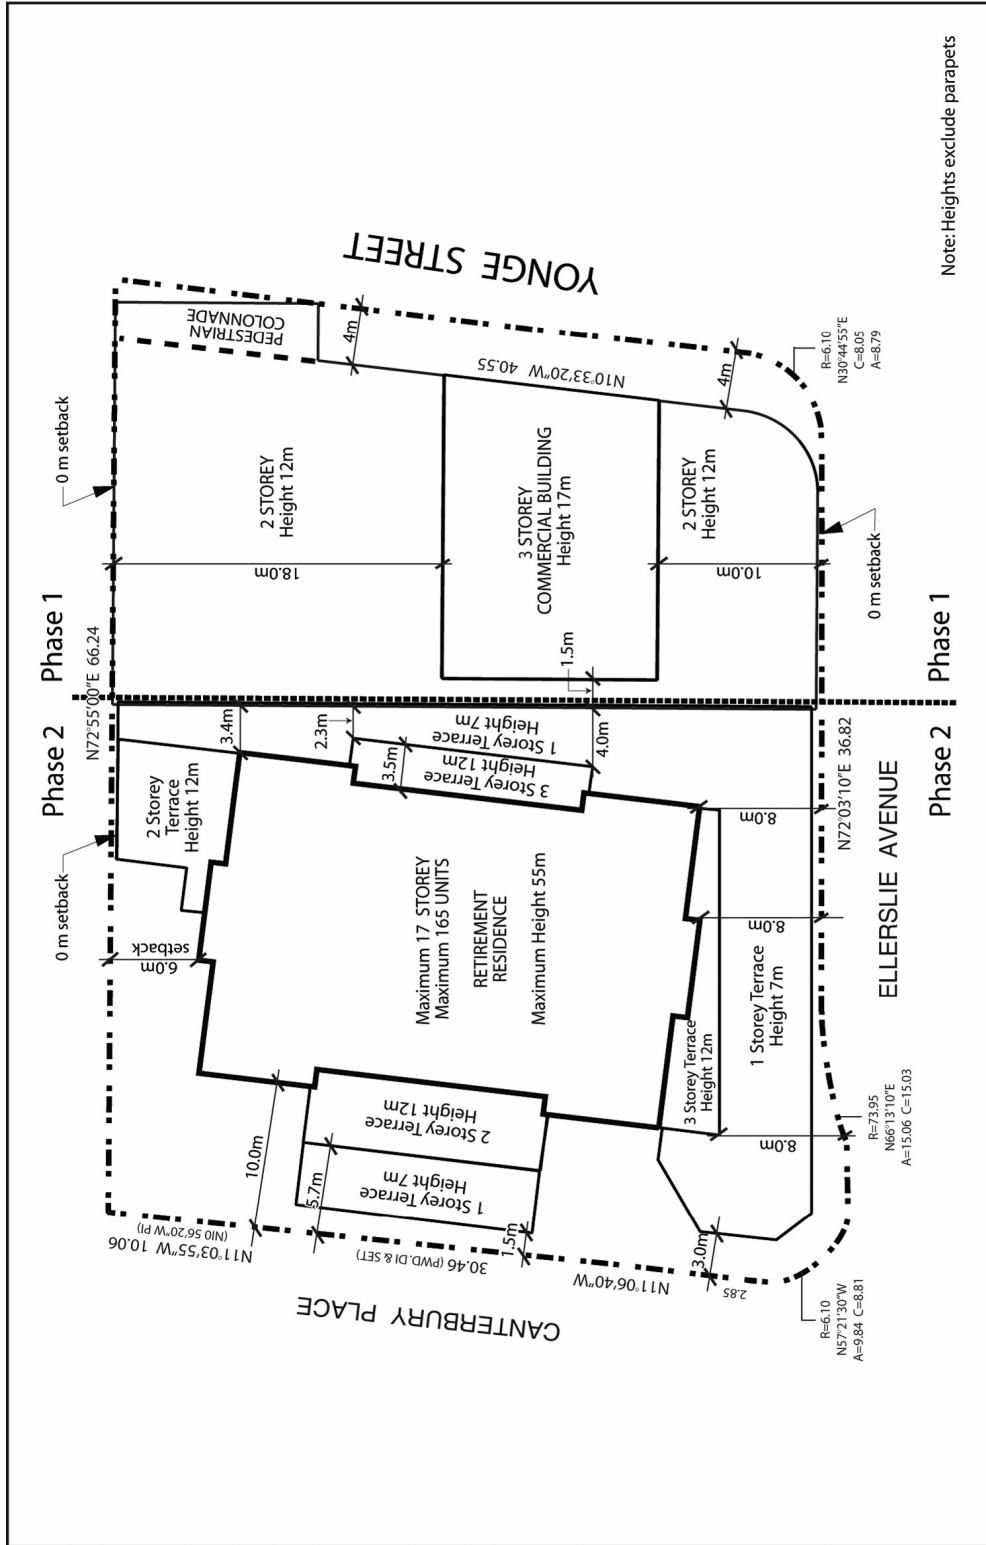 Note: Heights exclude parapets
YONGE STREET
PEDESTRIAN
COLONNADE
4m
N10°33'20"W 40.55
4m
R=6.10
N30°44'55"E
C=8.05
A=8.79
0 m setback
2 STOREY
Height 12m
3 STOREY
COMMERCIAL BUILDING
Height 17m
2 STOREY
Height 12m
18.0m
10.0m
0 m setback
1.5m
Phase 1
Phase 1
N72°55'00"E 66.24
Phase 2
Phase 2
3.4m
2.3m
1 Storey Terrace
Height 7m
4.0m
3.5m
3 Storey Terrace
Height 12m
2 Storey
Terrace
Height 12m
0 m setback
6.0m
setback
Maximum 17 STOREY
Maximum 165 UNITS
RETIREMENT
RESIDENCE
Maximum Height 55m
8.0m
N72°03'10"E 36.82
8.0m
ELLERSLIE AVENUE
1 Storey Terrace
Height 7m
3 Storey Terrace
Height 12m
8.0m
R=73.95
N66°13'10"E
A=15.06 C=15.03
2 Storey Terrace
Height 12m
1 Storey Terrace
Height 7m
10.0m
5.7m
1.5m
3.0m
N11°03'55"W 10.06
(NI0 56'20"W PI)
30.46 (PWD.DI & SET)
N11°06'40"W
2.85
CANTERBURY PLACE
R=6.10
N57°21'30"W
A=9.84 C=8.81